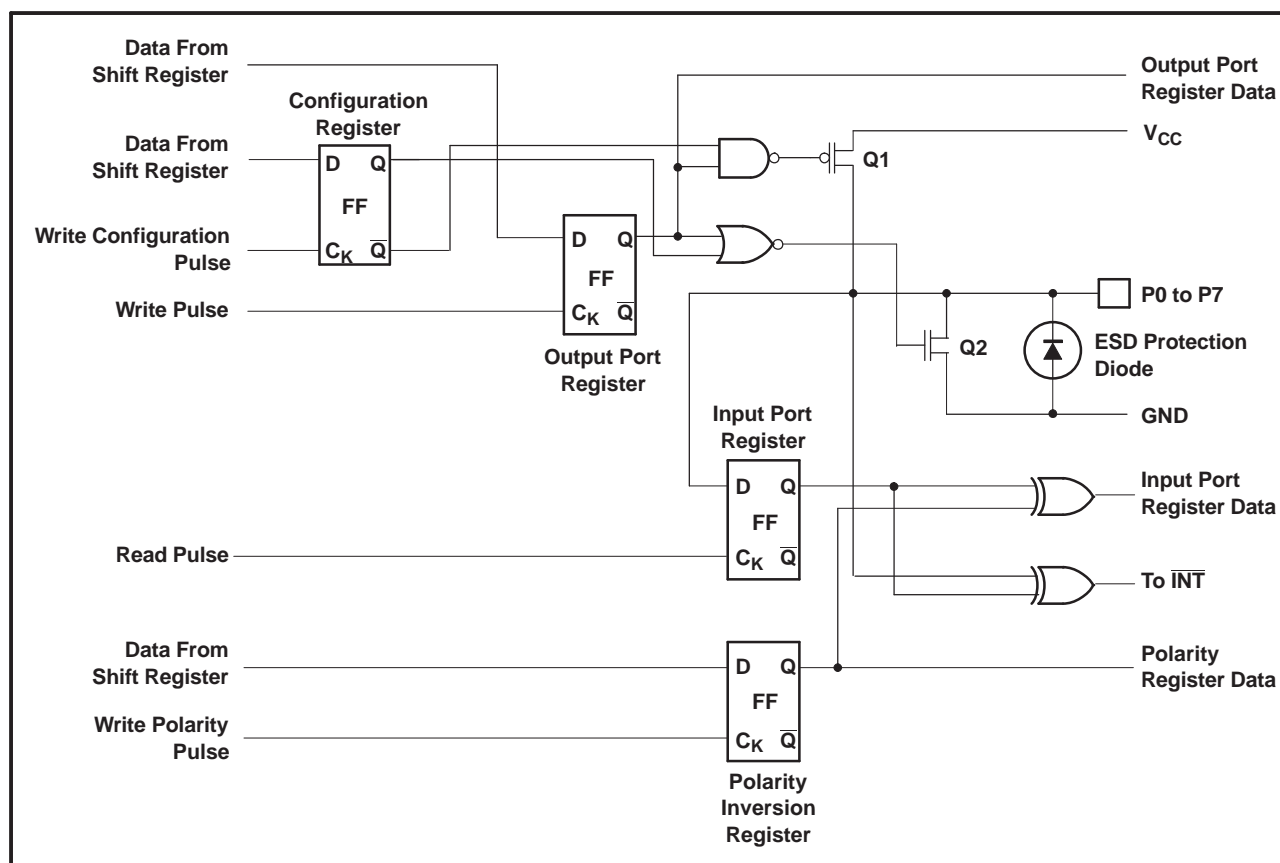 Data From
Shift Register
Configuration
Register
Data From
Shift Register
D Q
FF
CK Q̅
Write Configuration
Pulse
Write Pulse
D Q
FF
CK Q̅
Output Port
Register
Output Port
Register Data
VCC
Q1
P0 to P7
Q2
ESD Protection
Diode
GND
Input Port
Register
D Q
FF
CK Q̅
Read Pulse
Input Port
Register Data
To I̅N̅T̅
Data From
Shift Register
Write Polarity
Pulse
D Q
FF
CK Q̅
Polarity
Inversion
Register
Polarity
Register Data